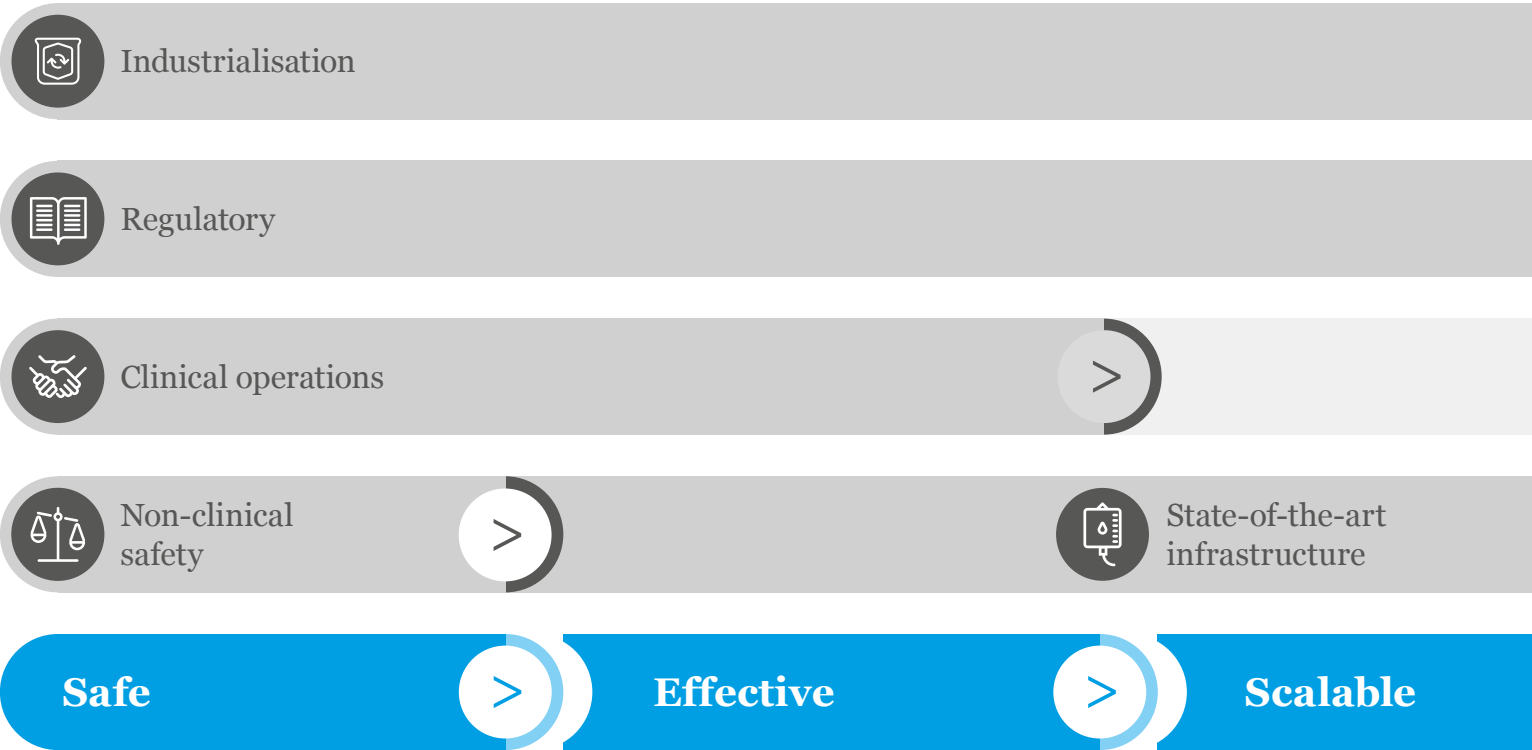 Industrialisation
Regulatory
Clinical operations
>
Non-clinical
safety
>
State-of-the-art
infrastructure
Safe
>
Effective
>
Scalable